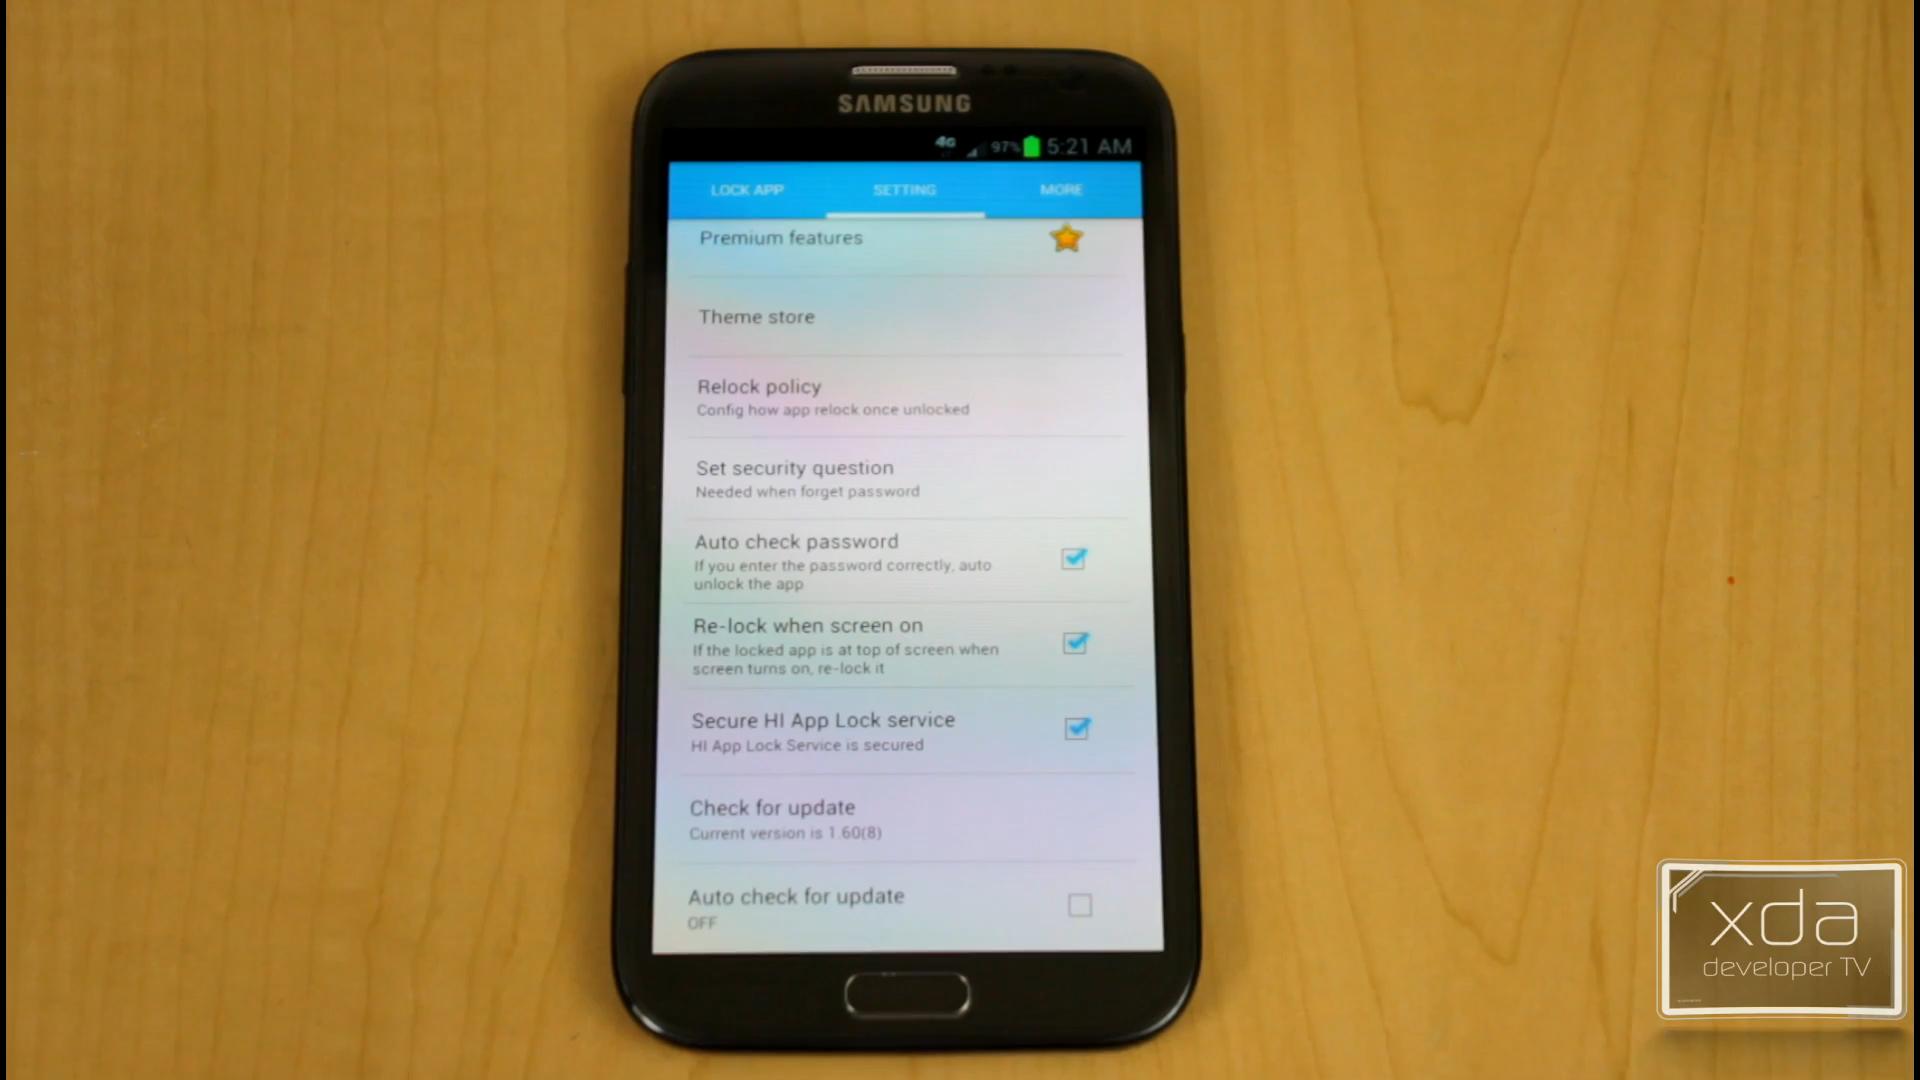 SAMSUNG
4G 97% 5:21 AM
LOCK APP SETTING MORE
Premium features
Theme store
Relock policy
Config how app relock once unlocked
Set security question
Needed when forget password
Auto check password
If you enter the password correctly, auto
unlock the app
Re-lock when screen on
If the locked app is at top of screen when
screen turns on, re-lock it
Secure HI App Lock service
HI App Lock Service is secured
Check for update
Current version is 1.60(8)
Auto check for update
OFF
xda
developer TV